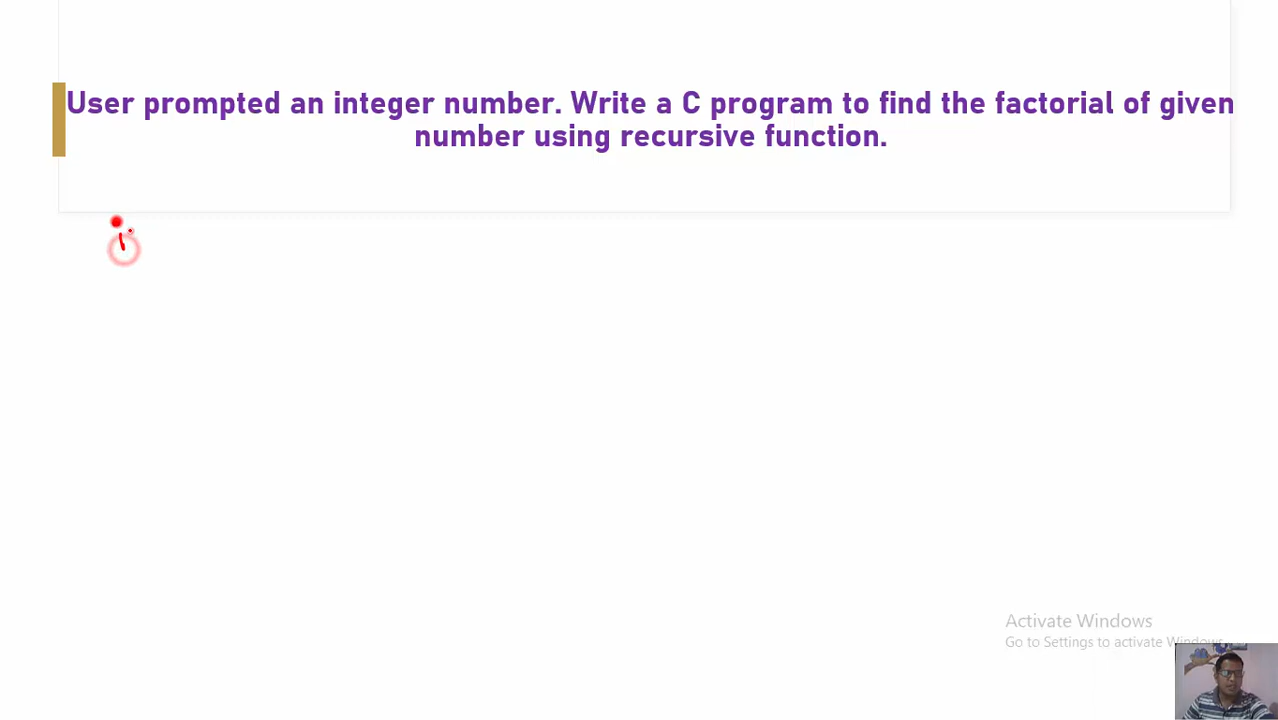 User prompted an integer number. Write a C program to find the factorial of given
number using recursive function.
Activate Windows
Go to Settings to activate Windows.